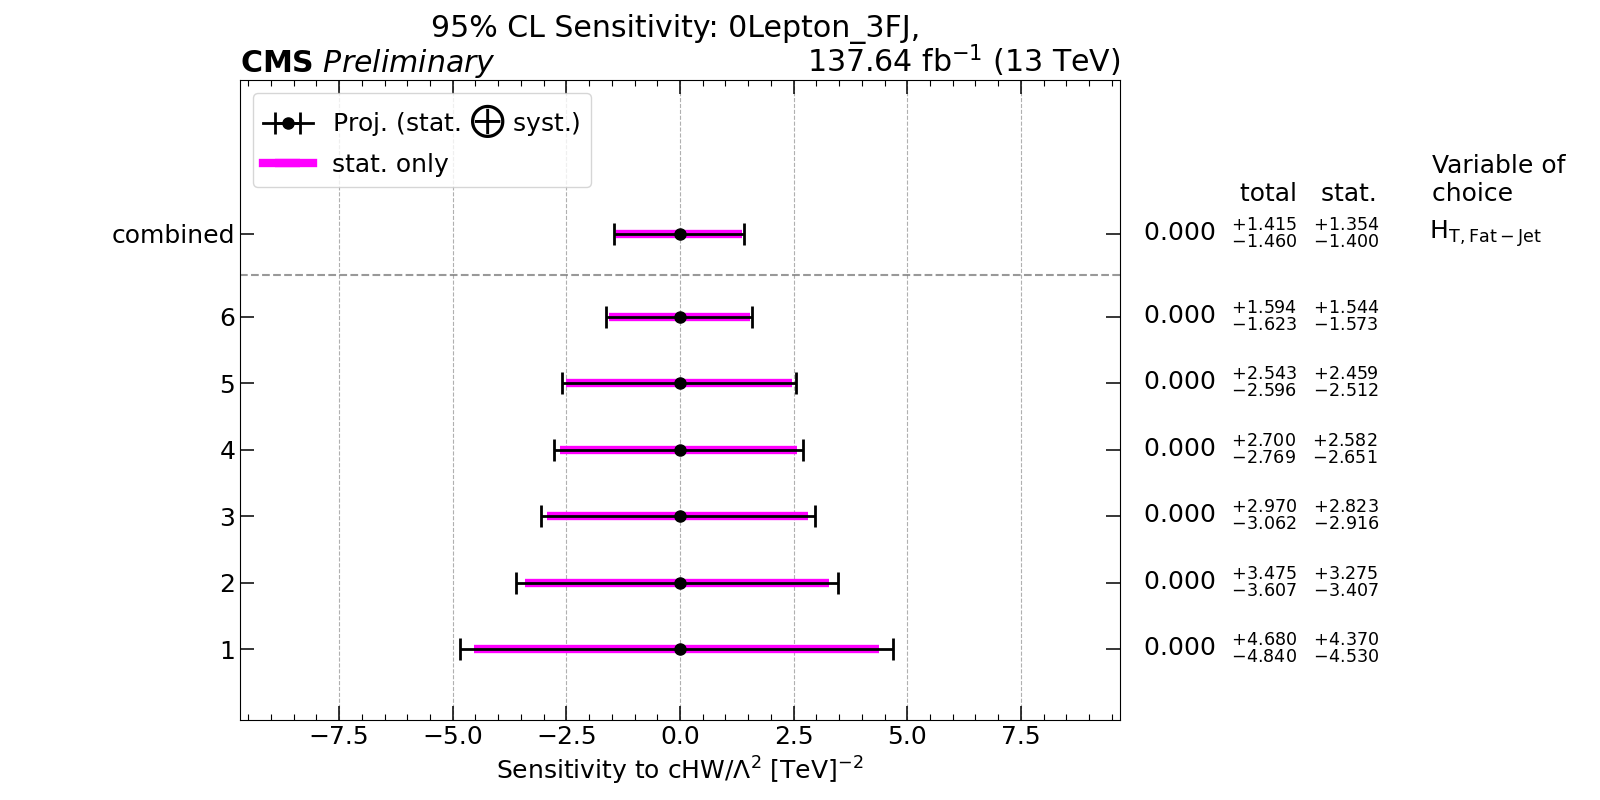 95% CL Sensitivity: 0Lepton_3FJ,
CMS Preliminary 137.64 fb⁻¹ (13 TeV)
Proj. (stat. ⊕ syst.)
stat. only
total stat. Variable of choice
combined 0.000 +1.415 −1.460 +1.354 −1.400 H_T, Fat−Jet
6 0.000 +1.594 −1.623 +1.544 −1.573
5 0.000 +2.543 −2.596 +2.459 −2.512
4 0.000 +2.700 −2.769 +2.582 −2.651
3 0.000 +2.970 −3.062 +2.823 −2.916
2 0.000 +3.475 −3.607 +3.275 −3.407
1 0.000 +4.680 −4.840 +4.370 −4.530
−7.5 −5.0 −2.5 0.0 2.5 5.0 7.5
Sensitivity to cHW/Λ² [TeV]⁻²